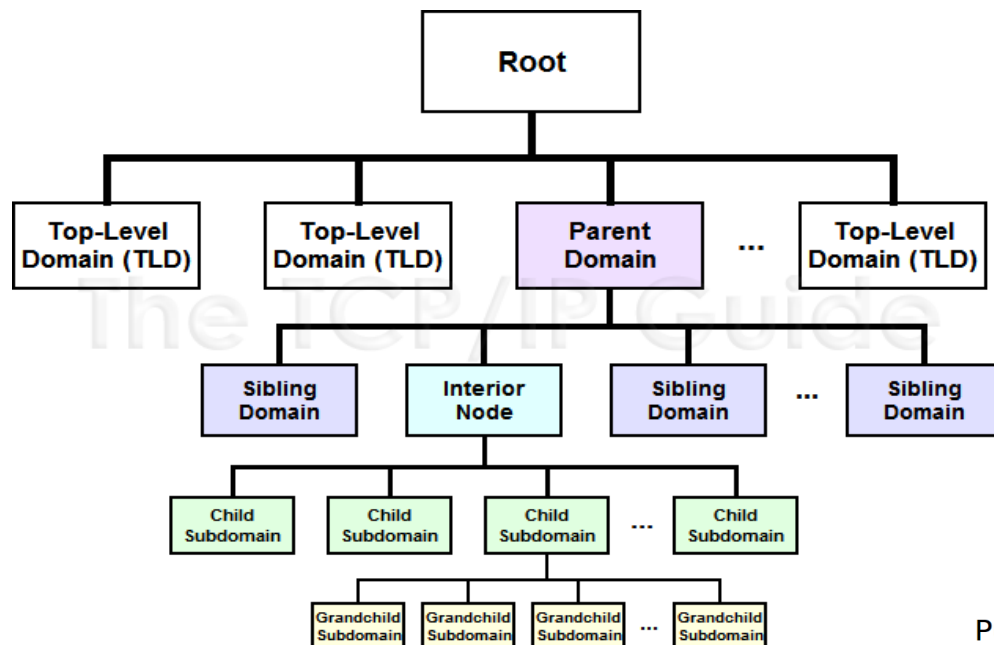 Root
Top-Level
Domain (TLD)
Top-Level
Domain (TLD)
Parent
Domain
...
Top-Level
Domain (TLD)
The TCP/IP Guide
Sibling
Domain
Interior
Node
Sibling
Domain
...
Sibling
Domain
Child
Subdomain
Child
Subdomain
Child
Subdomain
...
Child
Subdomain
Grandchild
Subdomain
Grandchild
Subdomain
Grandchild
Subdomain
...
Grandchild
Subdomain
P